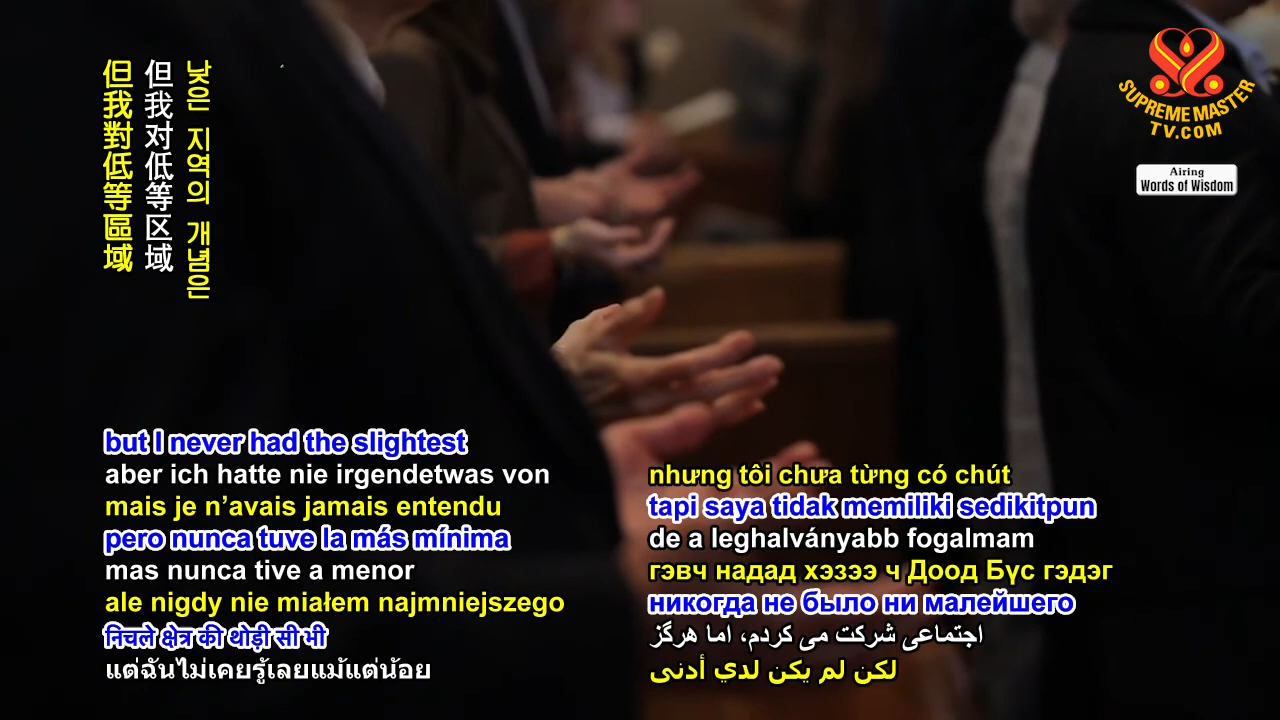 但我對低等區域
但我对低等区域
낮은 지역의 개념은
SUPREME MASTER
TV.COM
Airing
Words of Wisdom
but I never had the slightest
aber ich hatte nie irgendetwas von
mais je n’avais jamais entendu
pero nunca tuve la más mínima
mas nunca tive a menor
ale nigdy nie miałem najmniejszego
निचले क्षेत्र की थोड़ी सी भी
แต่ฉันไม่เคยรู้เลยแม้แต่น้อย
nhưng tôi chưa từng có chút
tapi saya tidak memiliki sedikitpun
de a leghalványabb fogalmam
гэвч надад хэзээ ч Доод Бүс гэдэг
никогда не было ни малейшего
اجتماعی شرکت می کردم، اما هرگز
لكن لم يكن لدي أدنى